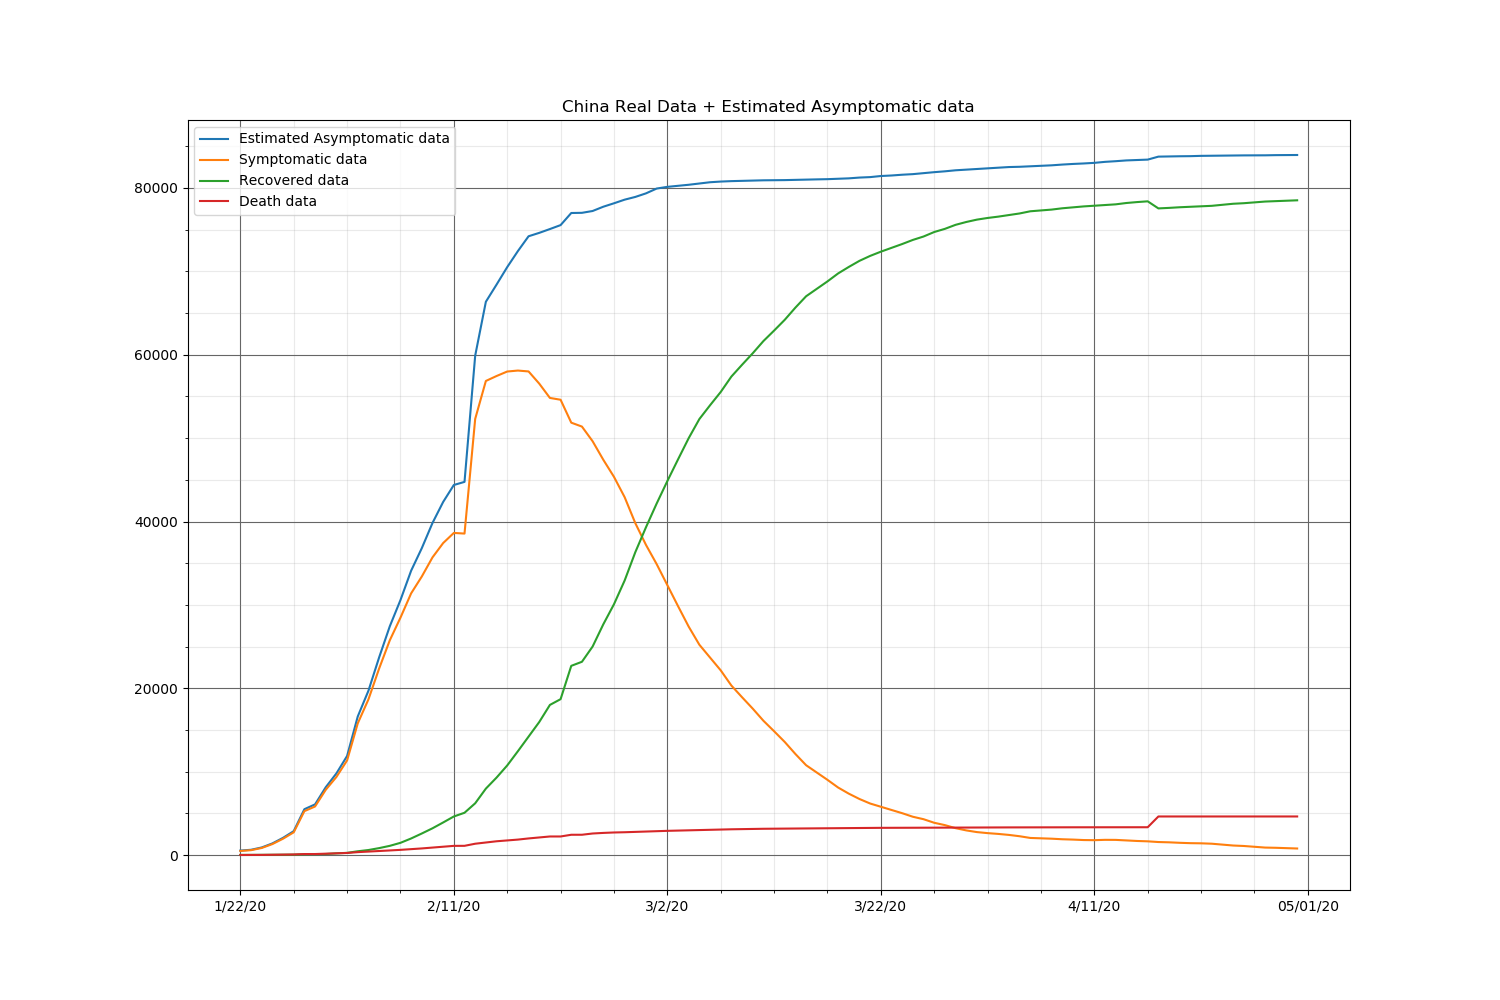 China Real Data + Estimated Asymptomatic data
Estimated Asymptomatic data
Symptomatic data
Recovered data
Death data
80000
60000
40000
20000
0
1/22/20 2/11/20 3/2/20 3/22/20 4/11/20 05/01/20